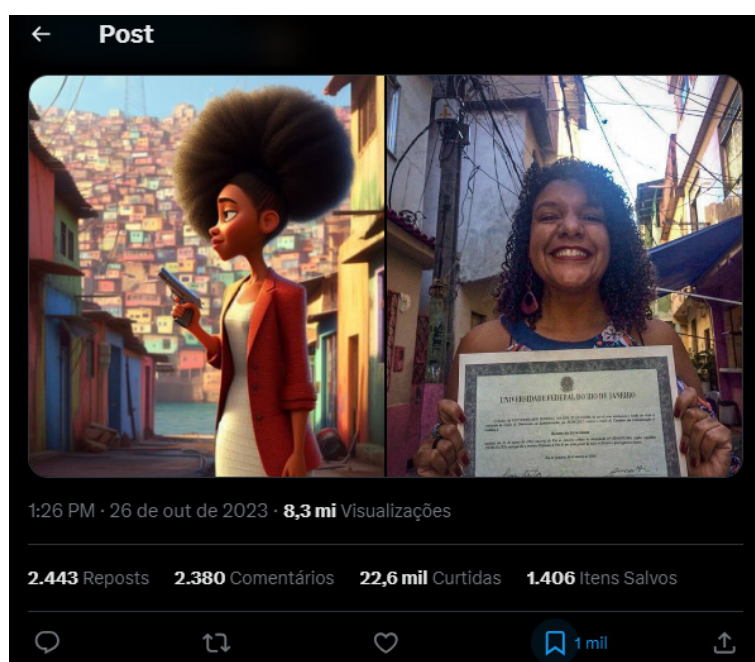 Post
UNIVERSIDADE FEDERAL DO RIO DE JANEIRO
1:26 PM · 26 de out de 2023 · 8,3 mi Visualizações
2.443 Reposts 2.380 Comentários 22,6 mil Curtidas 1.406 Itens Salvos
1 mil